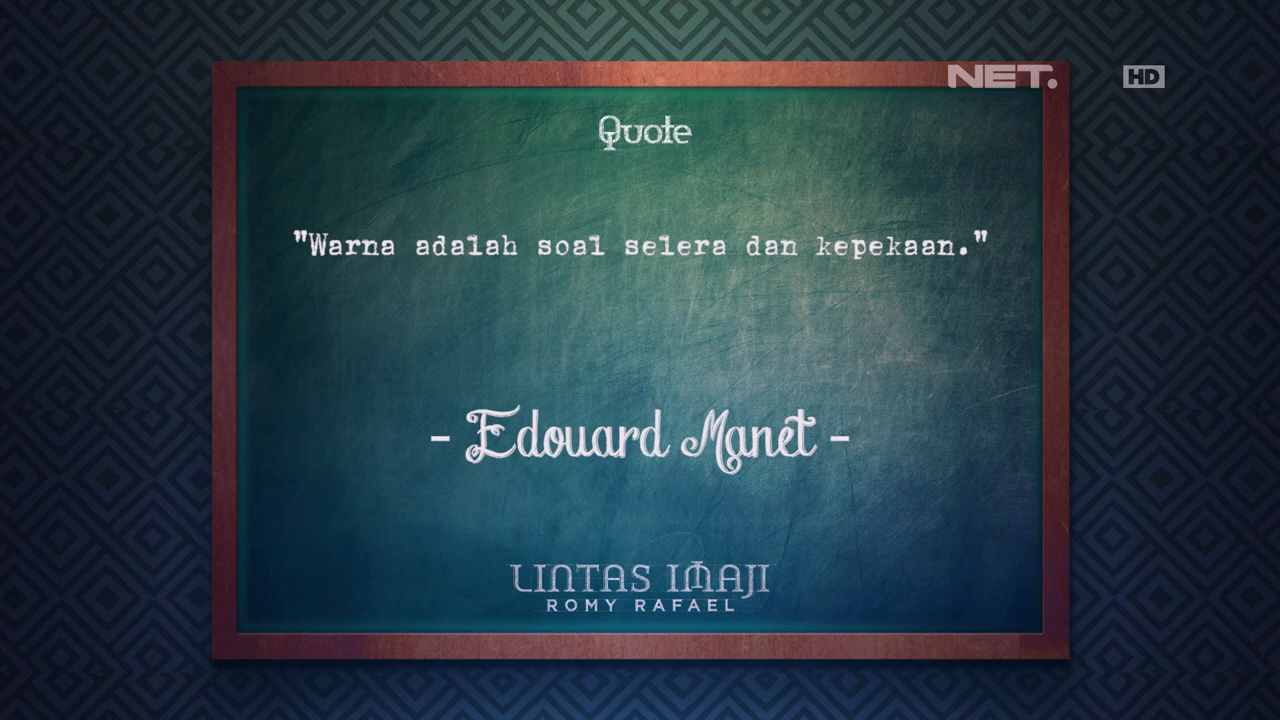 NET. HD
Quote
"Warna adalah soal selera dan kepekaan."
- Edouard Manet -
LINTAS IMAJI
ROMY RAFAEL